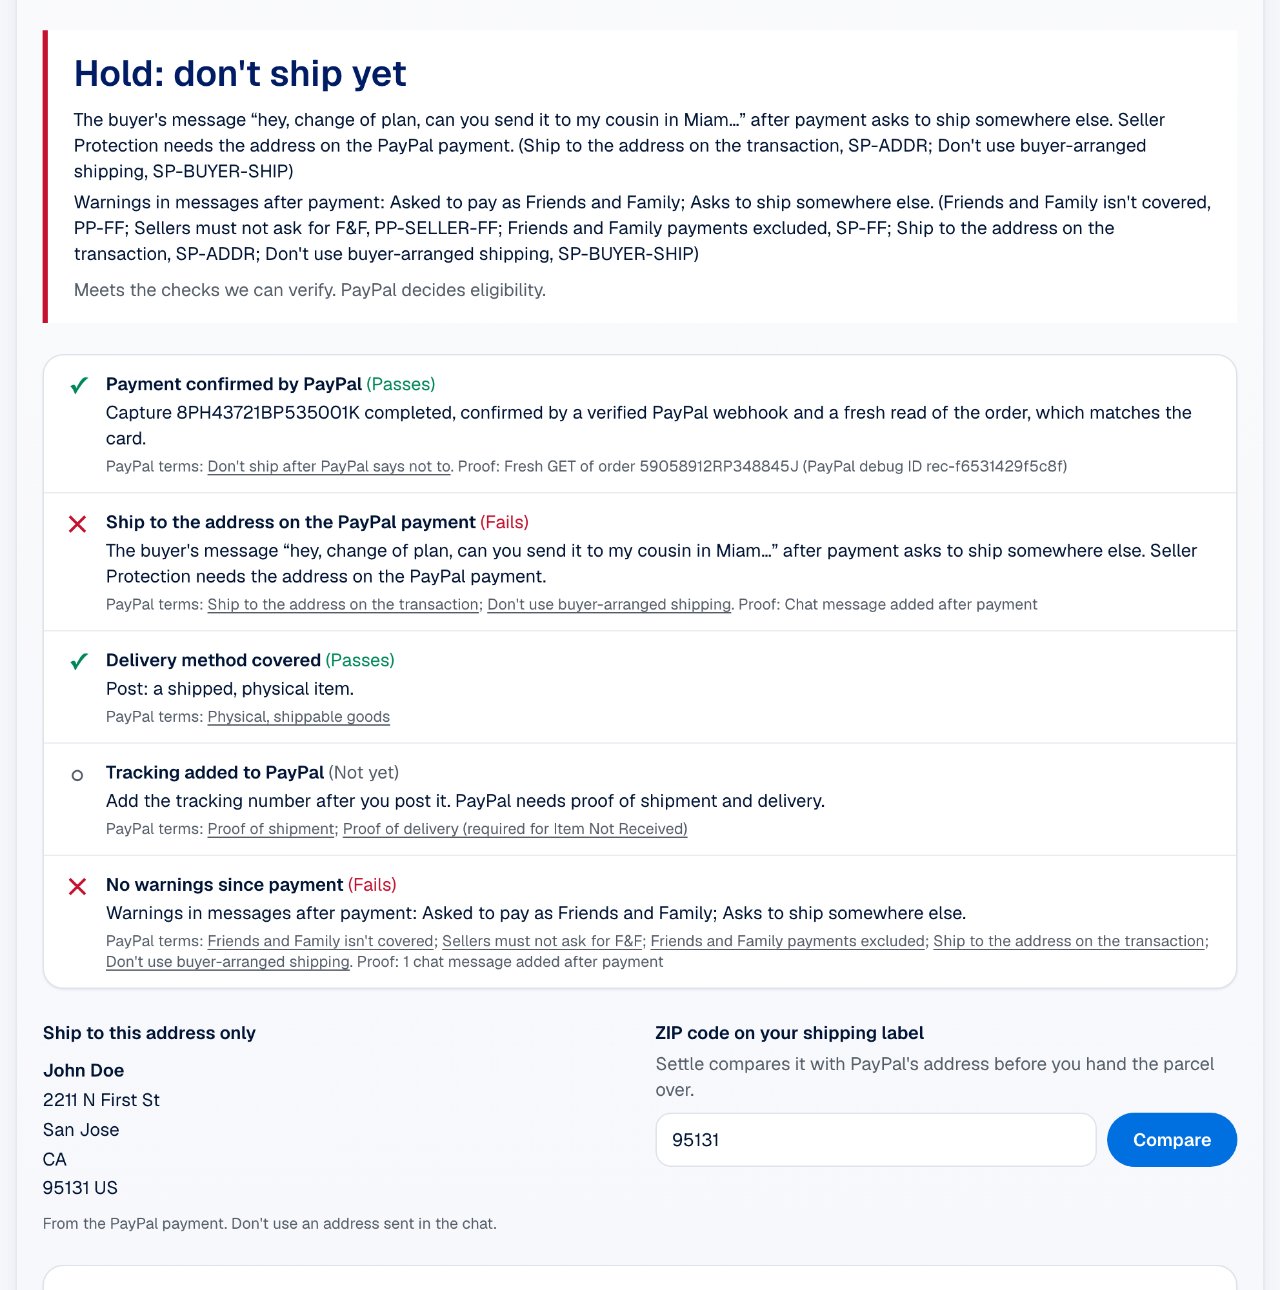 Hold: don't ship yet
The buyer's message “hey, change of plan, can you send it to my cousin in Miam…” after payment asks to ship somewhere else. Seller
Protection needs the address on the PayPal payment. (Ship to the address on the transaction, SP-ADDR; Don't use buyer-arranged
shipping, SP-BUYER-SHIP)
Warnings in messages after payment: Asked to pay as Friends and Family; Asks to ship somewhere else. (Friends and Family isn't covered,
PP-FF; Sellers must not ask for F&F, PP-SELLER-FF; Friends and Family payments excluded, SP-FF; Ship to the address on the
transaction, SP-ADDR; Don't use buyer-arranged shipping, SP-BUYER-SHIP)
Meets the checks we can verify. PayPal decides eligibility.
Payment confirmed by PayPal (Passes)
Capture 8PH43721BP535001K completed, confirmed by a verified PayPal webhook and a fresh read of the order, which matches the
card.
PayPal terms: Don't ship after PayPal says not to. Proof: Fresh GET of order 59058912RP348845J (PayPal debug ID rec-f6531429f5c8f)
Ship to the address on the PayPal payment (Fails)
The buyer's message “hey, change of plan, can you send it to my cousin in Miam…” after payment asks to ship somewhere else. Seller
Protection needs the address on the PayPal payment.
PayPal terms: Ship to the address on the transaction; Don't use buyer-arranged shipping. Proof: Chat message added after payment
Delivery method covered (Passes)
Post: a shipped, physical item.
PayPal terms: Physical, shippable goods
Tracking added to PayPal (Not yet)
Add the tracking number after you post it. PayPal needs proof of shipment and delivery.
PayPal terms: Proof of shipment; Proof of delivery (required for Item Not Received)
No warnings since payment (Fails)
Warnings in messages after payment: Asked to pay as Friends and Family; Asks to ship somewhere else.
PayPal terms: Friends and Family isn't covered; Sellers must not ask for F&F; Friends and Family payments excluded; Ship to the address on the transaction;
Don't use buyer-arranged shipping. Proof: 1 chat message added after payment
Ship to this address only
John Doe
2211 N First St
San Jose
CA
95131 US
From the PayPal payment. Don't use an address sent in the chat.
ZIP code on your shipping label
Settle compares it with PayPal's address before you hand the parcel
over.
95131
Compare